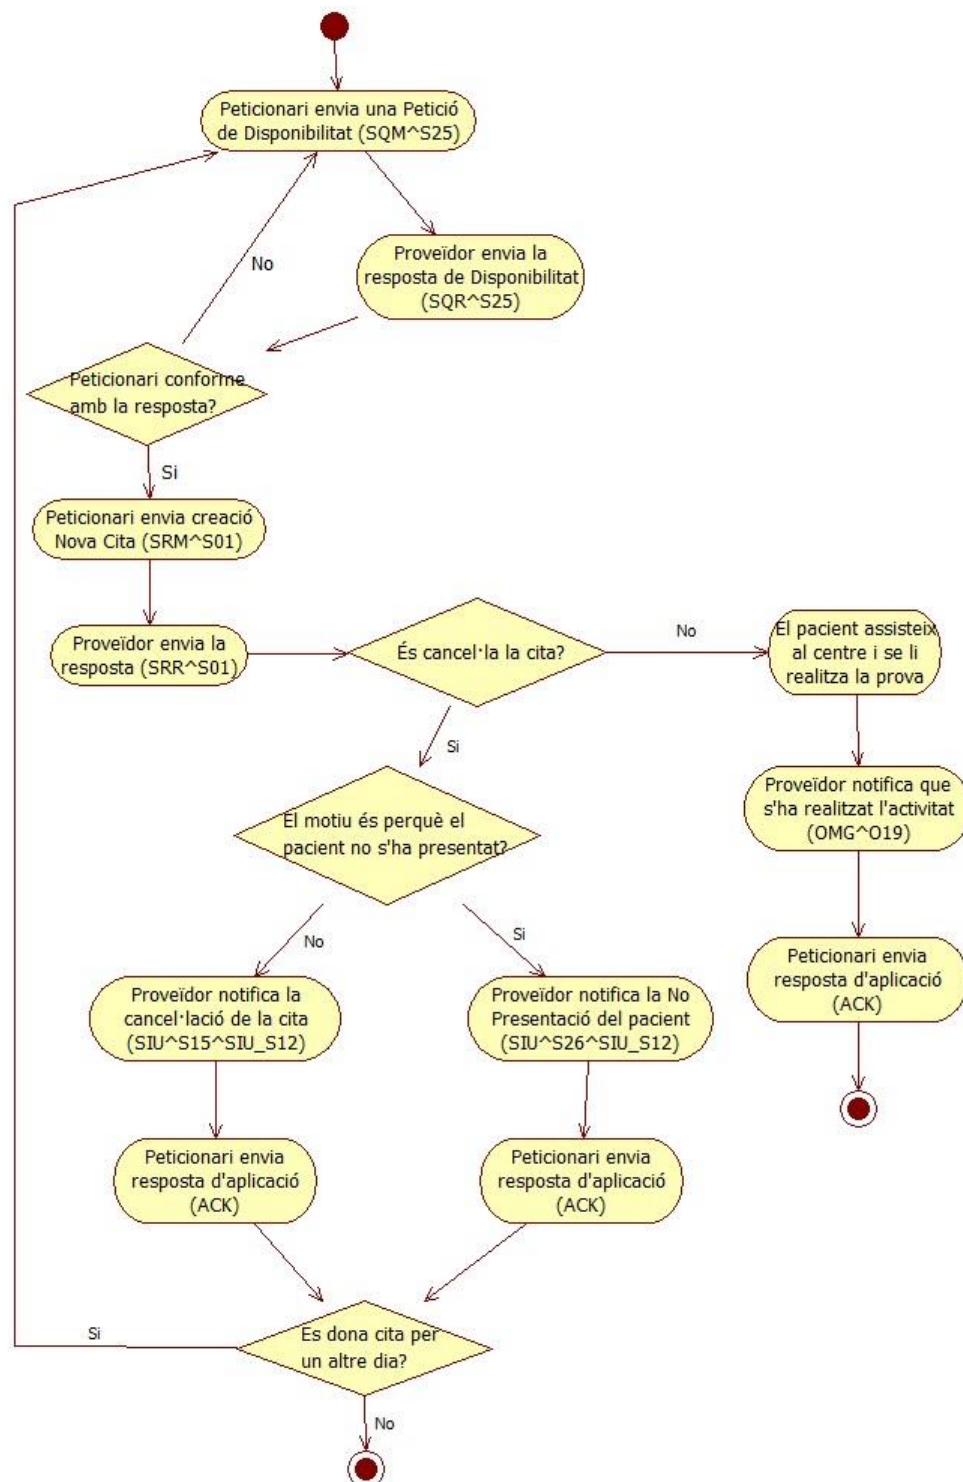 Peticionari envia una Petició
de Disponibilitat (SQM^S25)
No
Proveïdor envia la
resposta de Disponibilitat
(SQR^S25)
Peticionari conforme
amb la resposta?
Si
Peticionari envia creació
Nova Cita (SRM^S01)
Proveïdor envia la
resposta (SRR^S01)
És cancel·la la cita?
No
El pacient assisteix
al centre i se li
realitza la prova
Si
El motiu és perquè el
pacient no s'ha presentat?
Proveïdor notifica que
s'ha realitzat l'activitat
(OMG^O19)
No
Si
Proveïdor notifica la
cancel·lació de la cita
(SIU^S15^SIU_S12)
Proveïdor notifica la No
Presentació del pacient
(SIU^S26^SIU_S12)
Peticionari envia
resposta d'aplicació
(ACK)
Peticionari envia
resposta d'aplicació
(ACK)
Peticionari envia
resposta d'aplicació
(ACK)
Si
Es dona cita per
un altre dia?
No